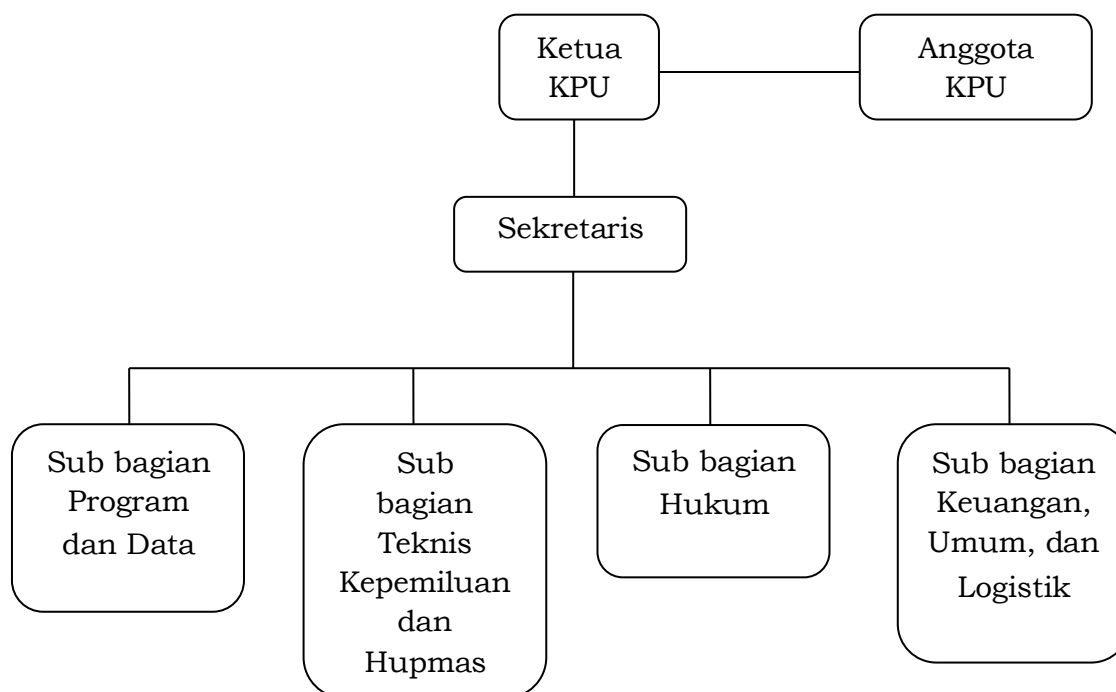 Ketua
KPU
Anggota
KPU
Sekretaris
Sub bagian
Program
dan Data
Sub
bagian
Teknis
Kepemiluan
dan
Hupmas
Sub bagian
Hukum
Sub bagian
Keuangan,
Umum, dan
Logistik